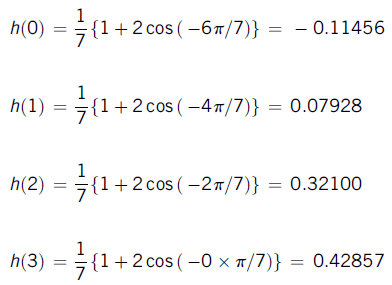 h(0) = 1/7 {1 + 2 cos ( −6π/7)} = − 0.11456
h(1) = 1/7 {1 + 2 cos ( −4π/7)} = 0.07928
h(2) = 1/7 {1 + 2 cos ( −2π/7)} = 0.32100
h(3) = 1/7 {1 + 2 cos ( −0 × π/7)} = 0.42857